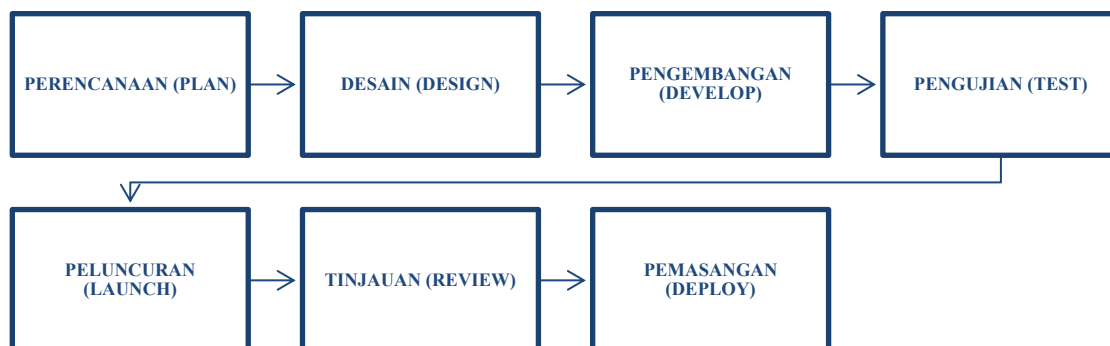 PERENCANAAN (PLAN)
DESAIN (DESIGN)
PENGEMBANGAN
(DEVELOP)
PENGUJIAN (TEST)
PELUNCURAN
(LAUNCH)
TINJAUAN (REVIEW)
PEMASANGAN
(DEPLOY)